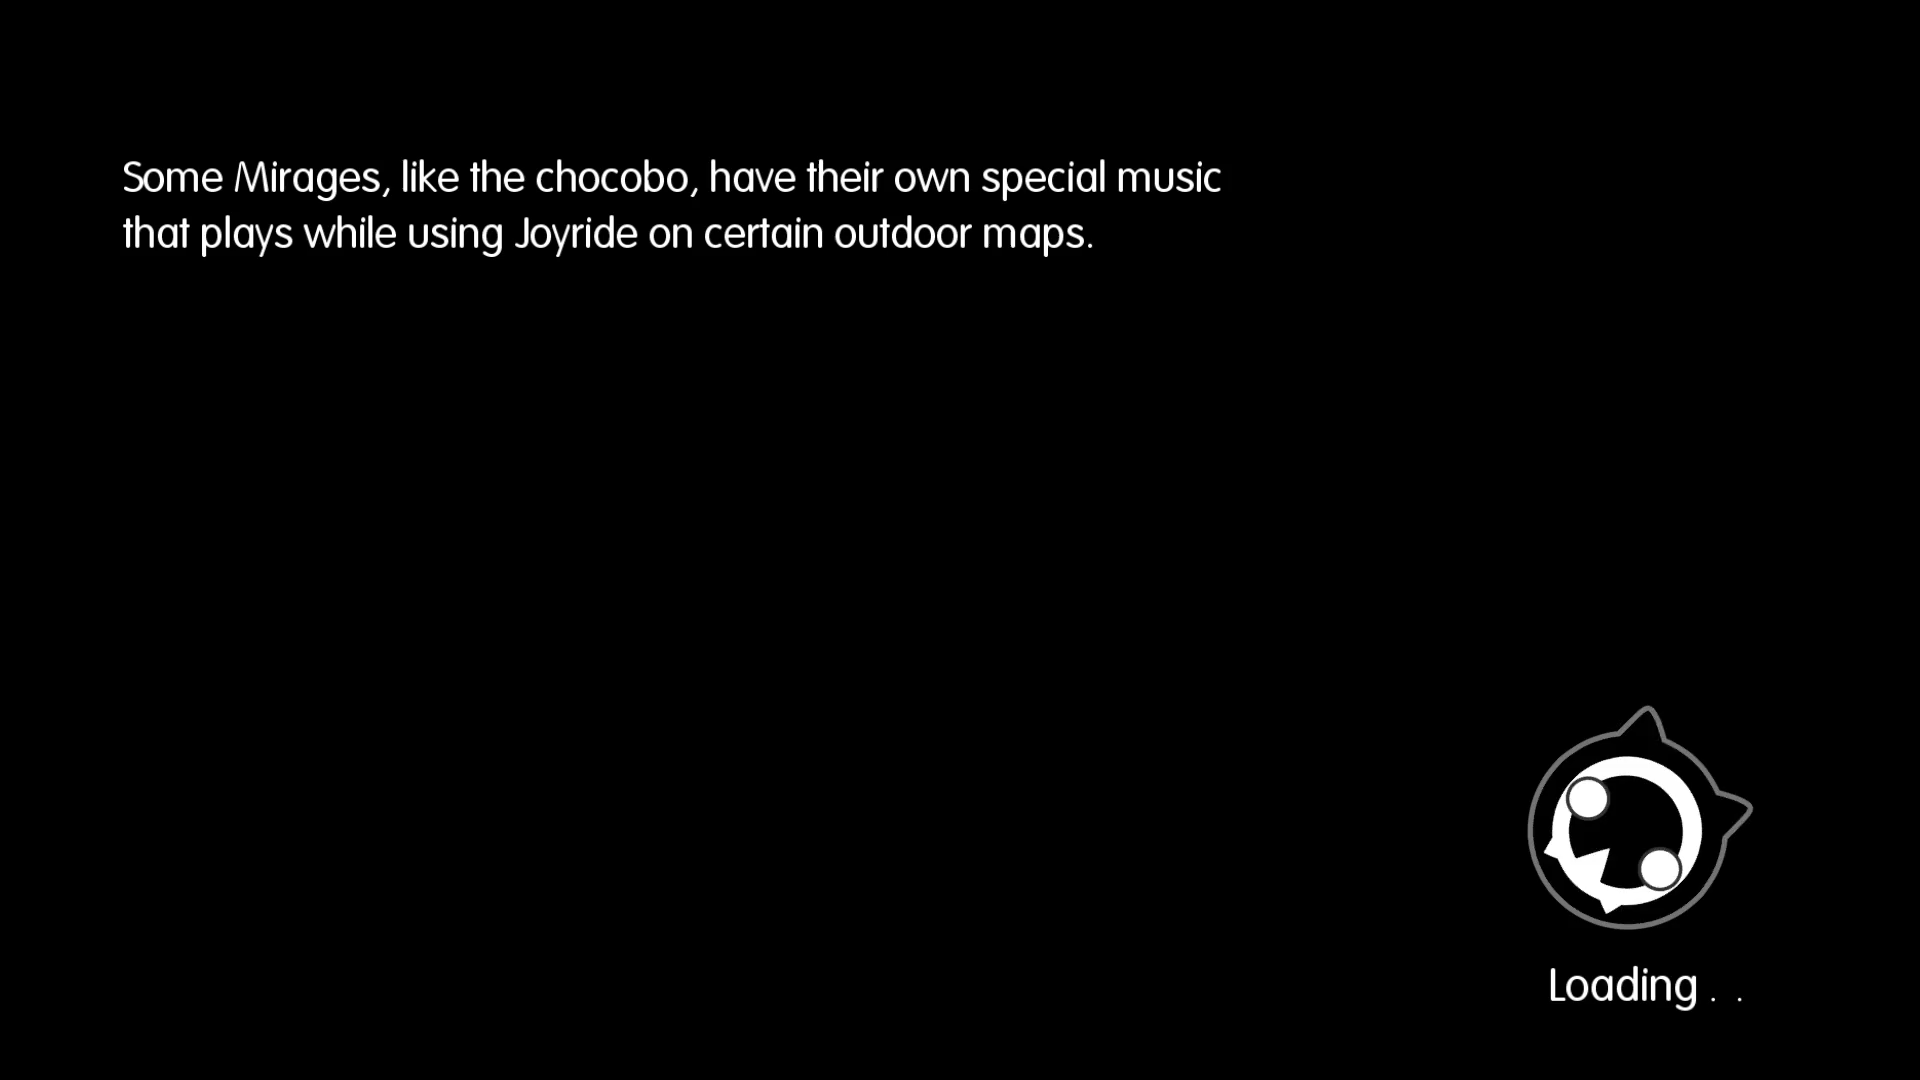 Some Mirages, like the chocobo, have their own special music
that plays while using Joyride on certain outdoor maps.
Loading . .